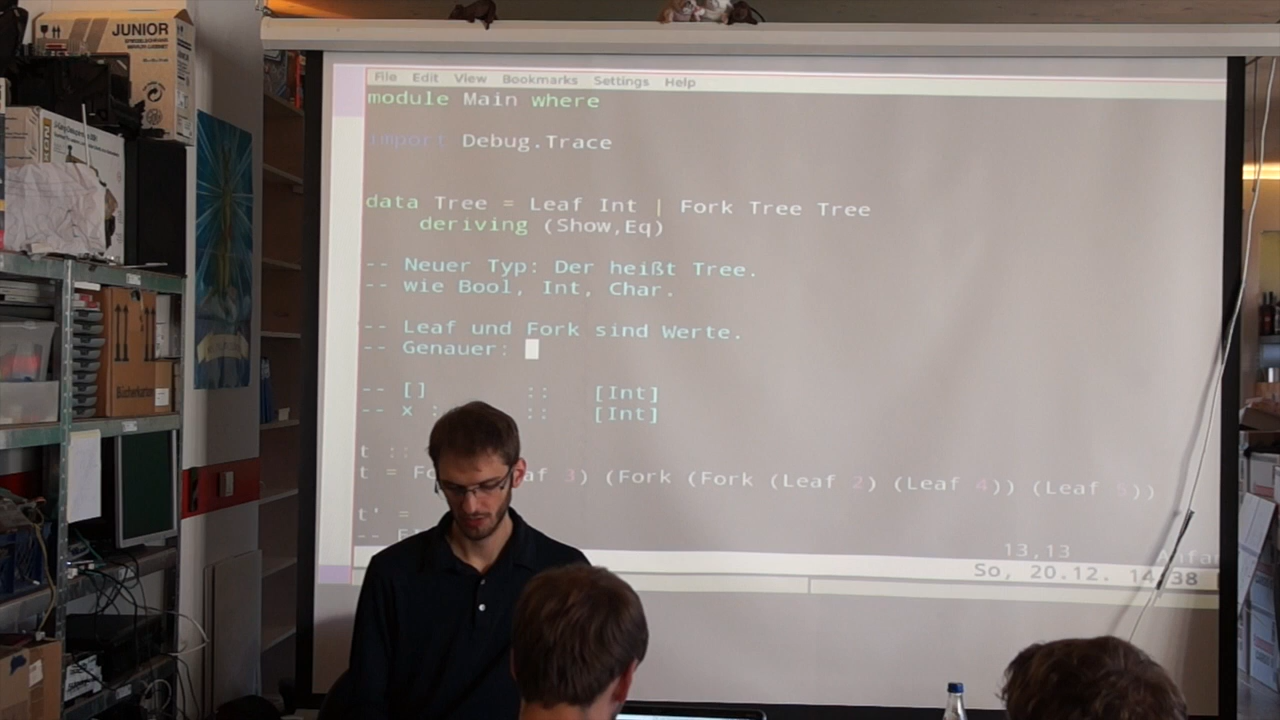 JUNIOR
File Edit View Bookmarks Settings Help
module Main where
import Debug.Trace
data Tree = Leaf Int | Fork Tree Tree
deriving (Show,Eq)
-- Neuer Typ: Der heißt Tree.
-- wie Bool, Int, Char.
-- Leaf und Fork sind Werte.
-- Genauer:
-- [] :: [Int]
-- x : :: [Int]
t ::
t = Fo eaf 3) (Fork (Fork (Leaf 2) (Leaf 4)) (Leaf 5))
t' =
--
13,13 Anfa
So, 20.12. 14:38